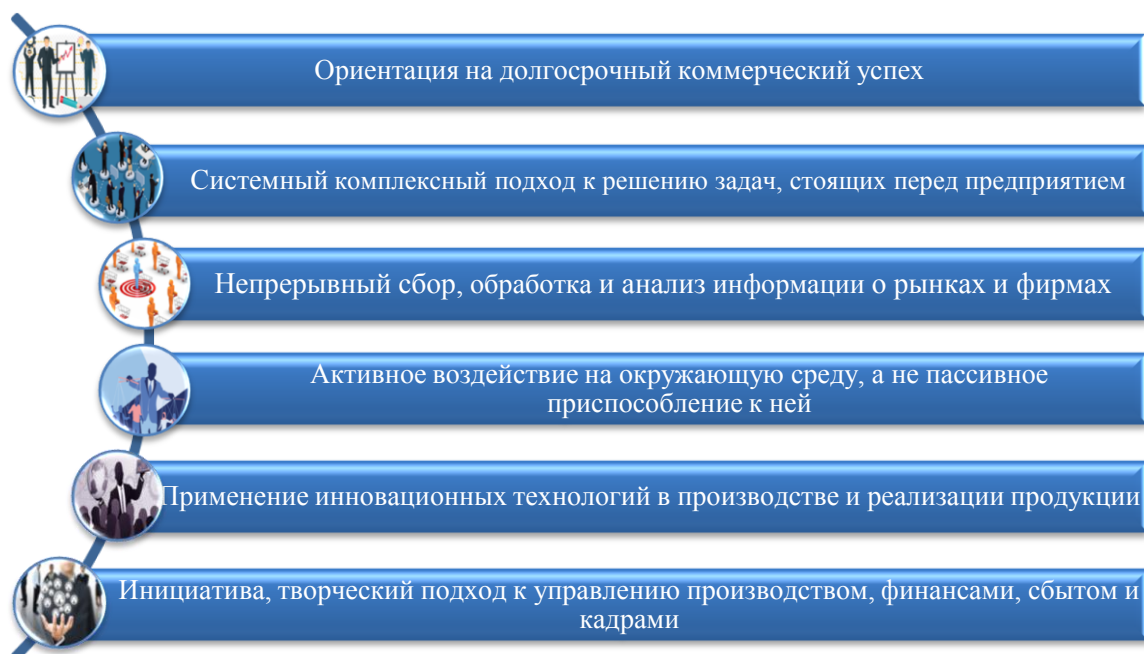 Ориентация на долгосрочный коммерческий успех
Системный комплексный подход к решению задач, стоящих перед предприятием
Непрерывный сбор, обработка и анализ информации о рынках и фирмах
Активное воздействие на окружающую среду, а не пассивное
приспособление к ней
Применение инновационных технологий в производстве и реализации продукции
Инициатива, творческий подход к управлению производством, финансами, сбытом и
кадрами